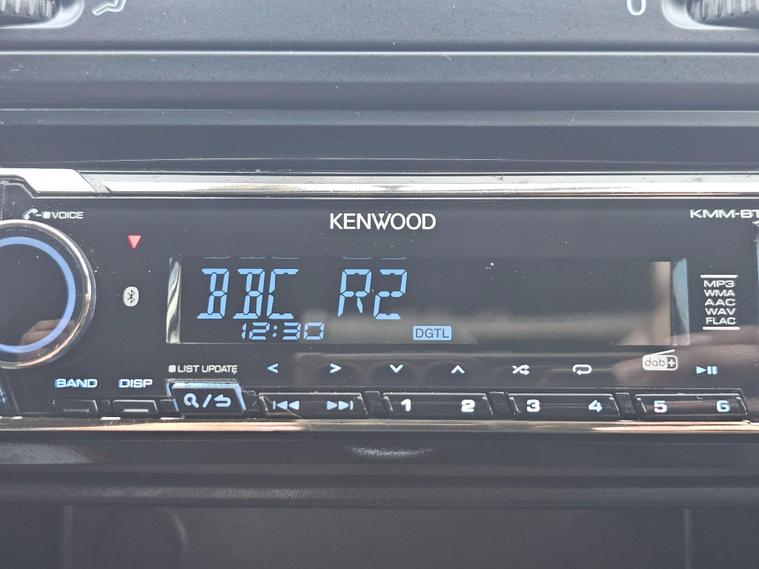 VOICE
KENWOOD
KMM-BT
BBC R2
12:30
DGTL
MP3
WMA
AAC
WAV
FLAC
LIST UPDATE
dab+
BAND
DISP
1
2
3
4
5
6